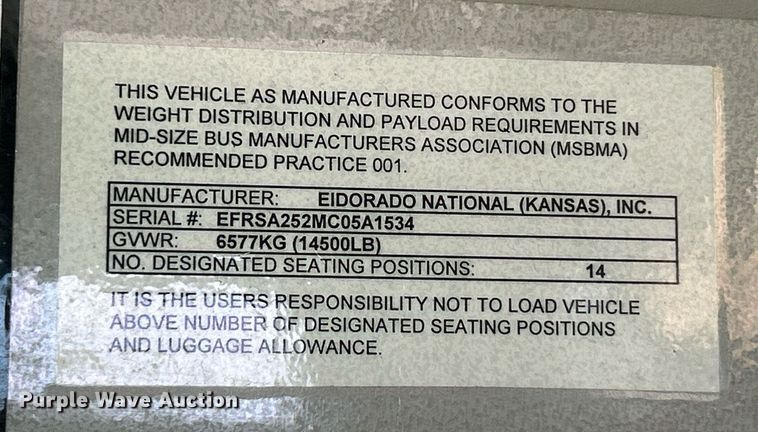 THIS VEHICLE AS MANUFACTURED CONFORMS TO THE
WEIGHT DISTRIBUTION AND PAYLOAD REQUIREMENTS IN
MID-SIZE BUS MANUFACTURERS ASSOCIATION (MSBMA)
RECOMMENDED PRACTICE 001.
MANUFACTURER: ElDORADO NATIONAL (KANSAS), INC.
SERIAL #: EFRSA252MC05A1534
GVWR: 6577KG (14500LB)
NO. DESIGNATED SEATING POSITIONS: 14
IT IS THE USERS RESPONSIBILITY NOT TO LOAD VEHICLE
ABOVE NUMBER OF DESIGNATED SEATING POSITIONS
AND LUGGAGE ALLOWANCE.
Purple Wave Auction